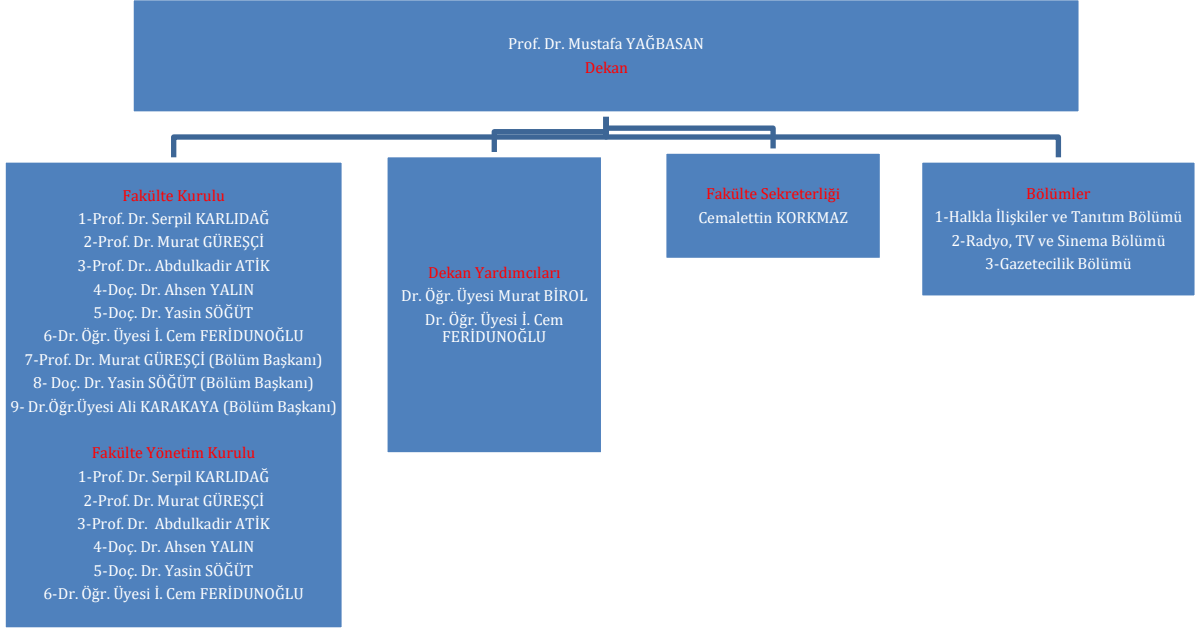 Prof. Dr. Mustafa YAĞBASAN
Dekan
Fakülte Kurulu
1-Prof. Dr. Serpil KARLIDAĞ
2-Prof. Dr. Murat GÜREŞÇİ
3-Prof. Dr.. Abdulkadir ATİK
4-Doç. Dr. Ahsen YALIN
5-Doç. Dr. Yasin SÖĞÜT
6-Dr. Öğr. Üyesi İ. Cem FERİDUNOĞLU
7-Prof. Dr. Murat GÜREŞÇİ (Bölüm Başkanı)
8- Doç. Dr. Yasin SÖĞÜT (Bölüm Başkanı)
9- Dr.Öğr.Üyesi Ali KARAKAYA (Bölüm Başkanı)
Fakülte Yönetim Kurulu
1-Prof. Dr. Serpil KARLIDAĞ
2-Prof. Dr. Murat GÜREŞÇİ
3-Prof. Dr. Abdulkadir ATİK
4-Doç. Dr. Ahsen YALIN
5-Doç. Dr. Yasin SÖĞÜT
6-Dr. Öğr. Üyesi İ. Cem FERİDUNOĞLU
Dekan Yardımcıları
Dr. Öğr. Üyesi Murat BİROL
Dr. Öğr. Üyesi İ. Cem
FERİDUNOĞLU
Fakülte Sekreterliği
Cemalettin KORKMAZ
Bölümler
1-Halkla İlişkiler ve Tanıtım Bölümü
2-Radyo, TV ve Sinema Bölümü
3-Gazetecilik Bölümü